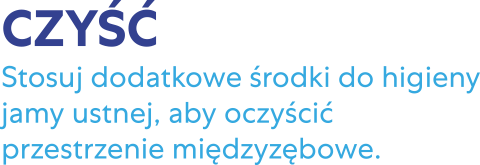 CZYŚĆ
Stosuj dodatkowe środki do higieny
jamy ustnej, aby oczyścić
przestrzenie międzyzębowe.